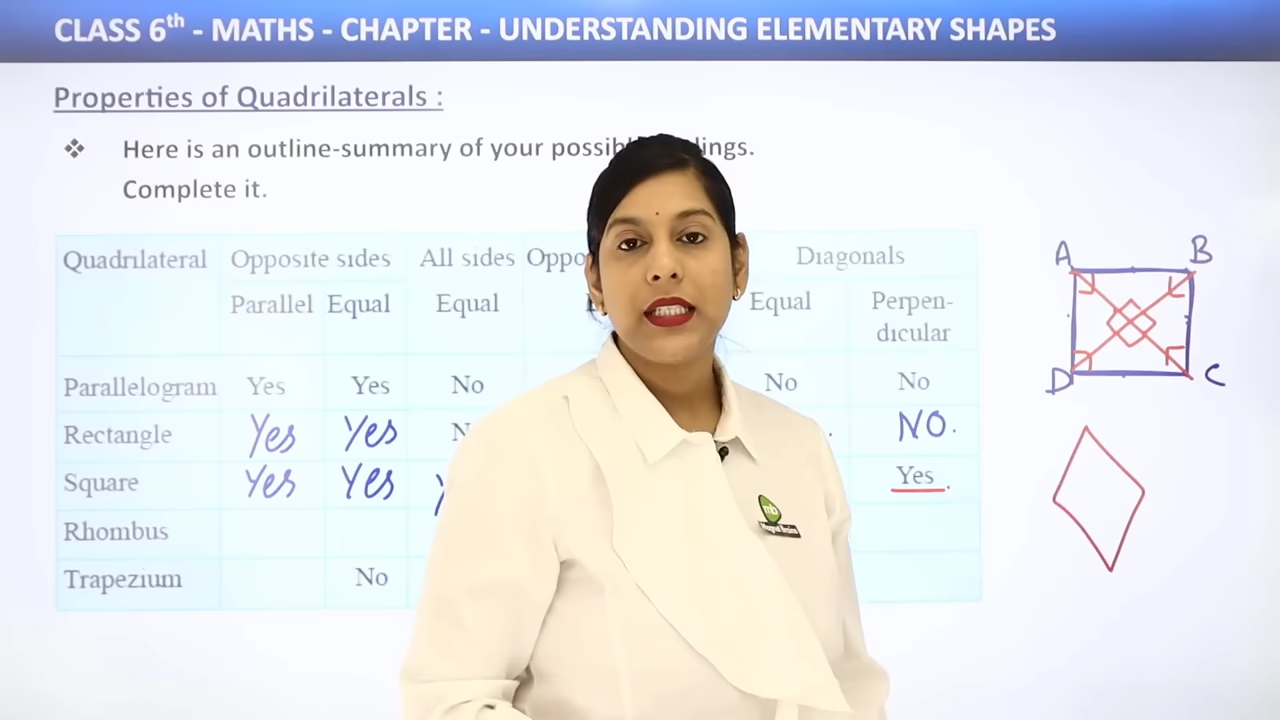 CLASS 6th - MATHS - CHAPTER - UNDERSTANDING ELEMENTARY SHAPES
Properties of Quadrilaterals :
❖ Here is an outline-summary of your
Complete it.
Quadrilateral Opposite sides All sides Diagonals
Parallel Equal Equal Equal Perpen-
dicular
Parallelogram Yes Yes No No No
Rectangle Yes Yes NO.
Square Yes Yes Yes.
Rhombus
Trapezium No
A B
D C
mb